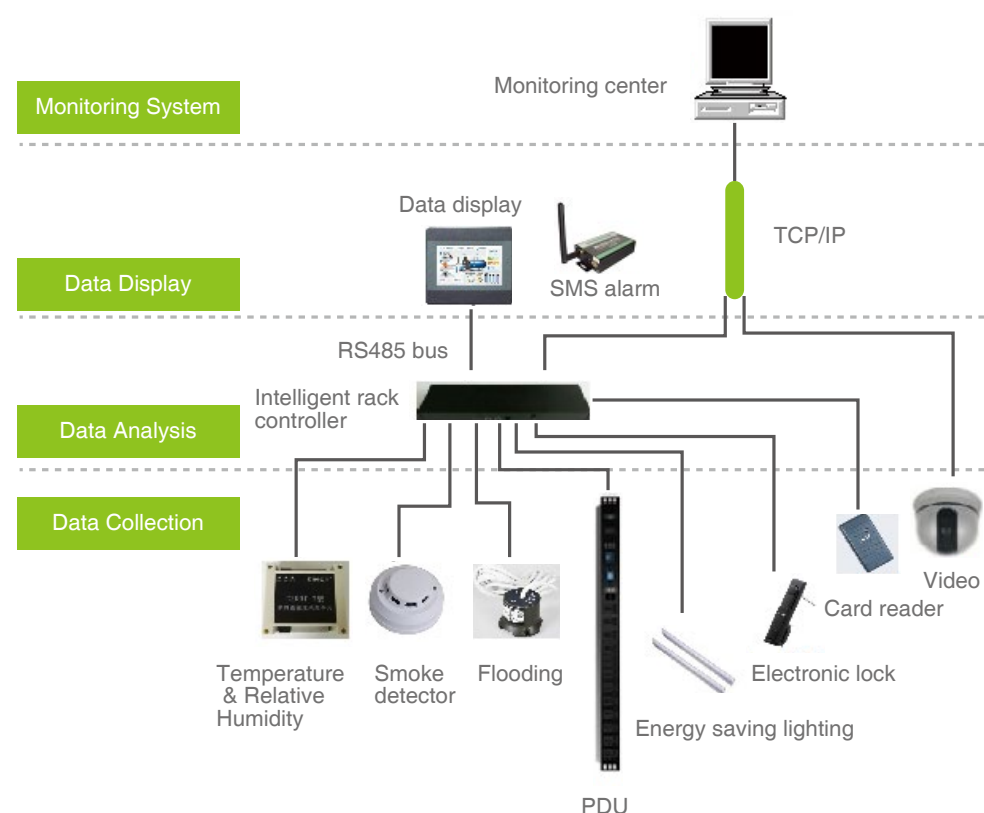 Monitoring System
Monitoring center
Data display
TCP/IP
Data Display
SMS alarm
RS485 bus
Intelligent rack
controller
Data Analysis
Data Collection
Video
Card reader
Temperature
& Relative
Humidity
Smoke
detector
Flooding
Electronic lock
Energy saving lighting
PDU